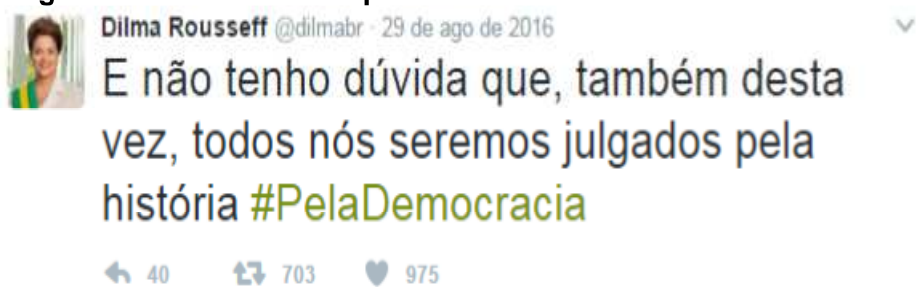 Dilma Rousseff @dilmabr · 29 de ago de 2016
E não tenho dúvida que, também desta
vez, todos nós seremos julgados pela
história #PelaDemocracia
40 703 975